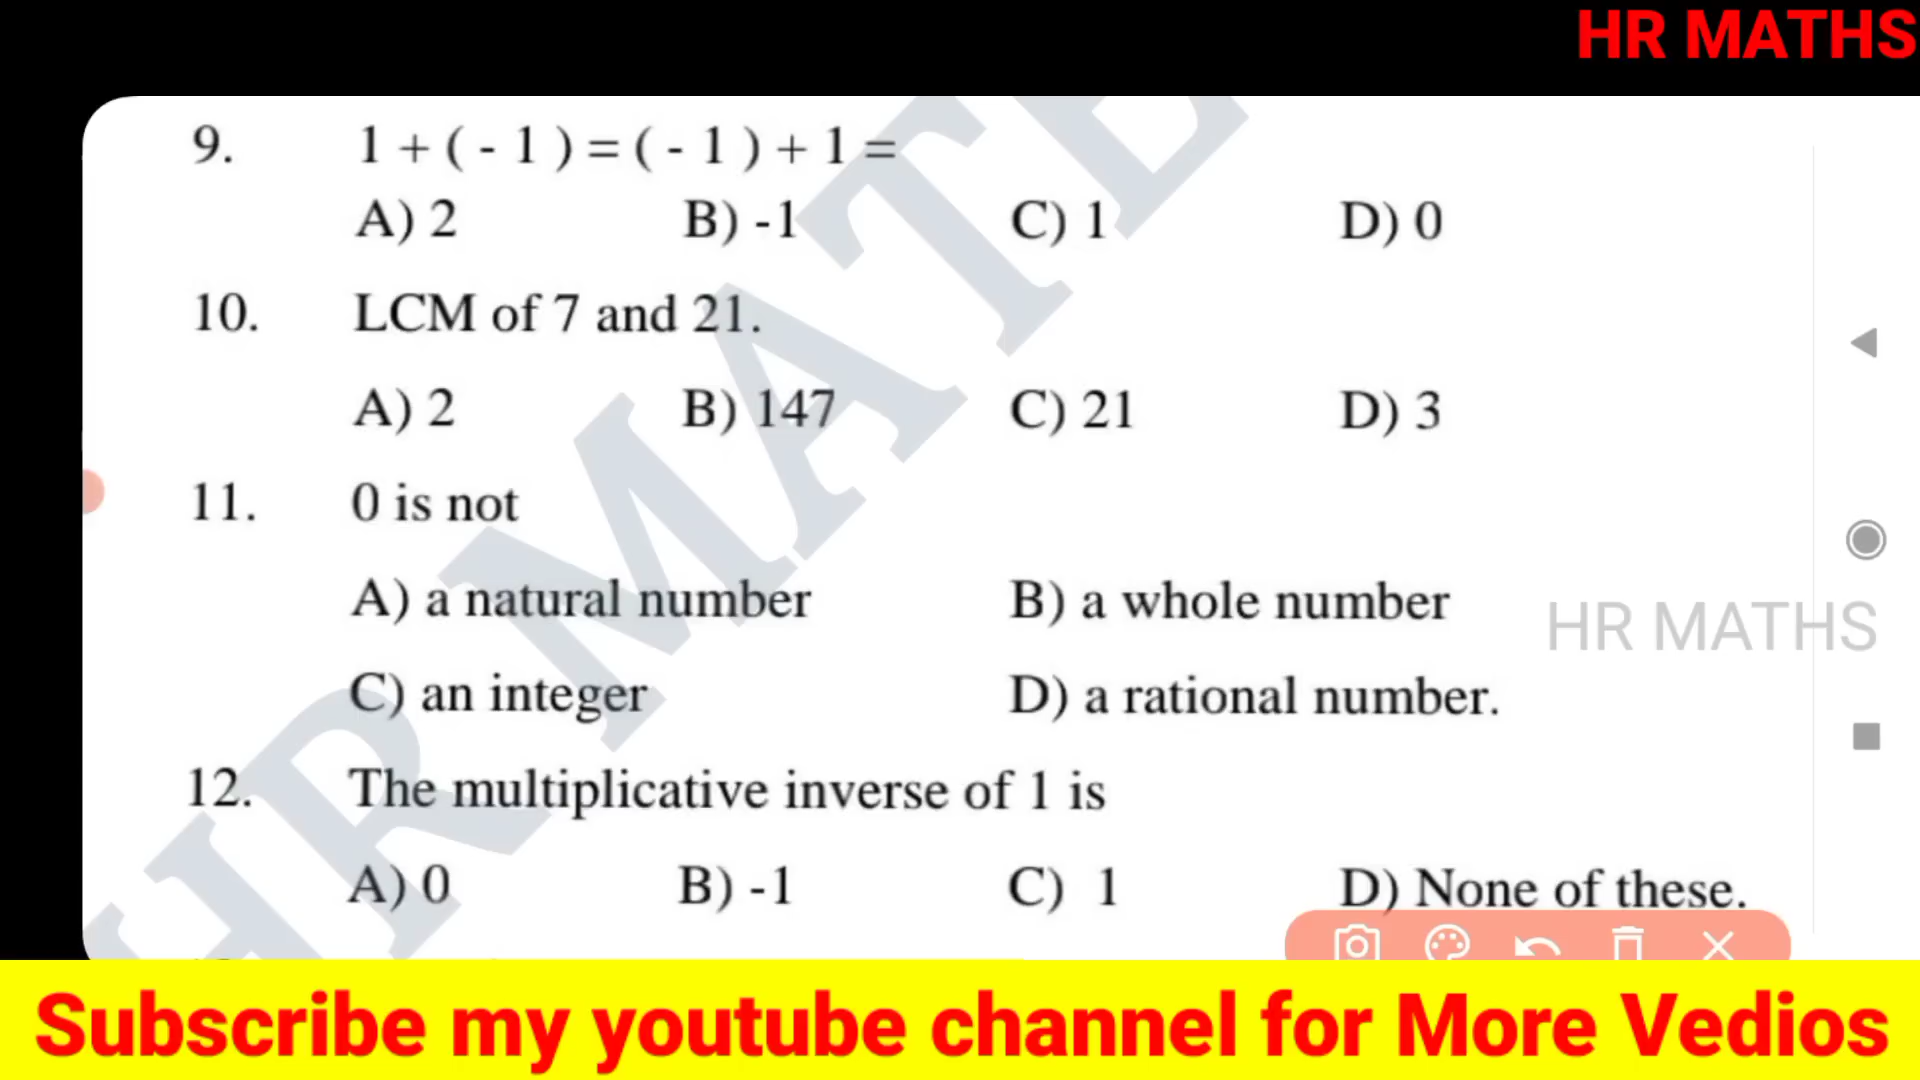 HR MATHS
9. 1 + ( - 1 ) = ( - 1 ) + 1 =
A) 2 B) -1 C) 1 D) 0
10. LCM of 7 and 21.
A) 2 B) 147 C) 21 D) 3
11. 0 is not
A) a natural number B) a whole number
HR MATHS
C) an integer D) a rational number.
12. The multiplicative inverse of 1 is
A) 0 B) -1 C) 1 D) None of these.
HR MATE
Subscribe my youtube channel for More Vedios